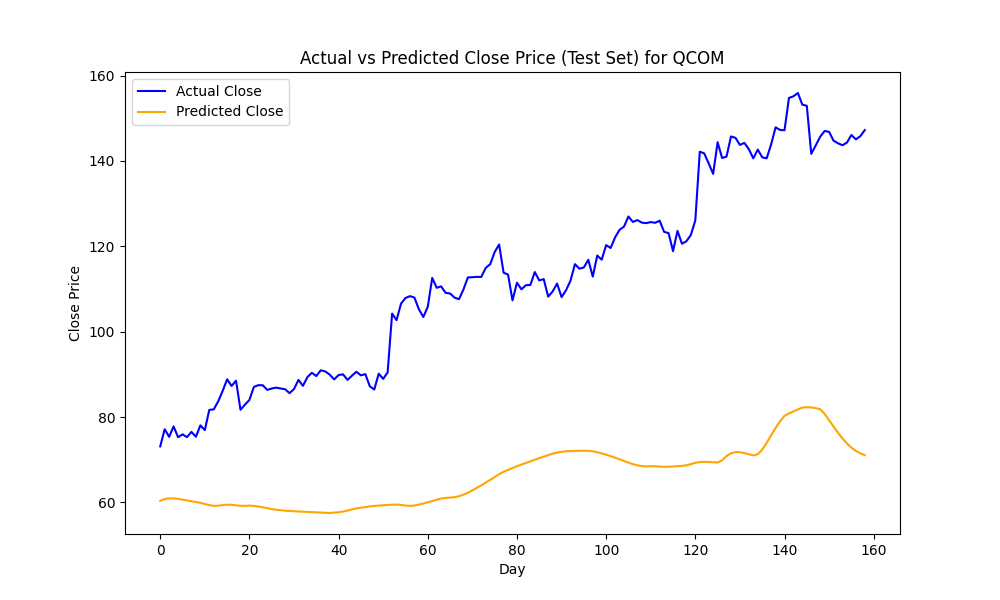 Actual vs Predicted Close Price (Test Set) for QCOM
Actual Close
Predicted Close
160
140
120
100
80
60
Close Price
0 20 40 60 80 100 120 140 160
Day